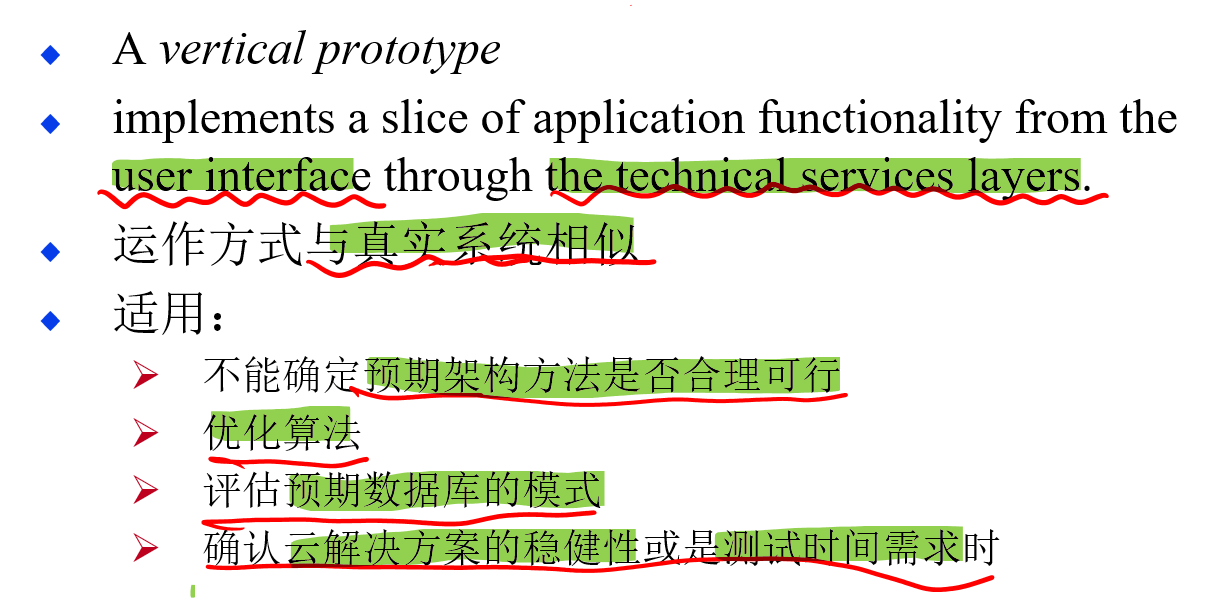 A vertical prototype
implements a slice of application functionality from the
user interface through the technical services layers.
运作方式与真实系统相似
适用：
不能确定预期架构方法是否合理可行
优化算法
评估预期数据库的模式
确认云解决方案的稳健性或是测试时间需求时